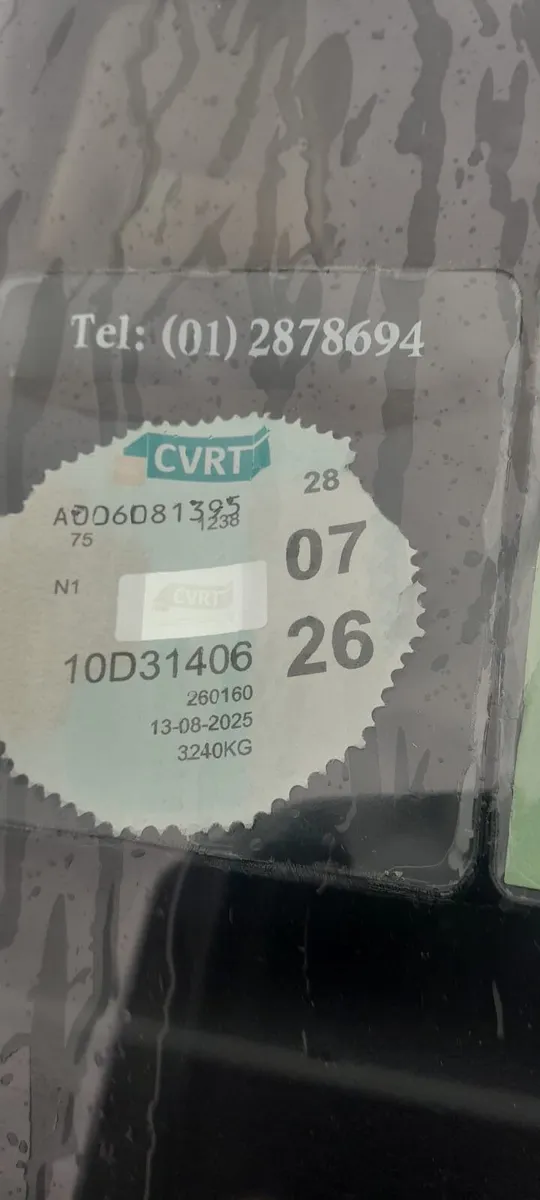 Tel: (01) 2878694
CVRT
28
A006081395
1238
75
07
N1
CVRT
26
10D31406
260160
13-08-2025
3240KG